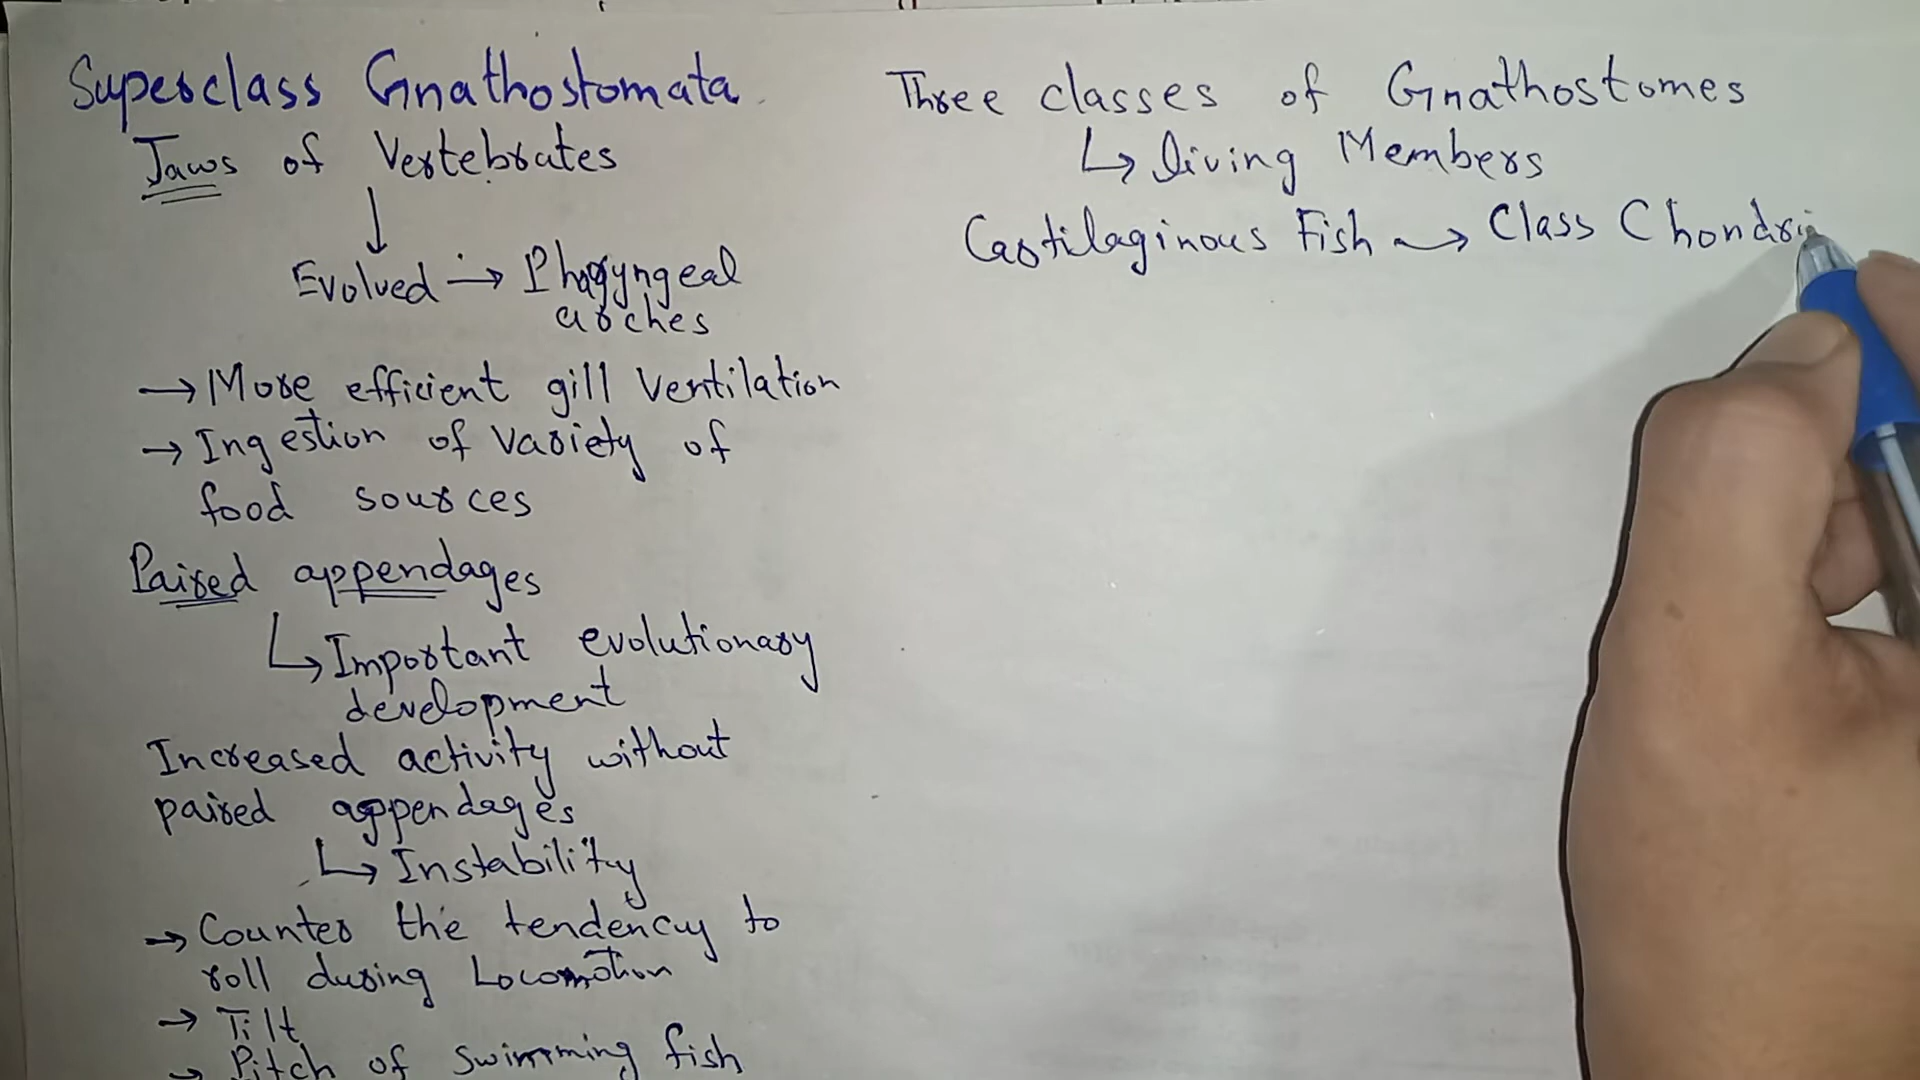 Superclass Gnathostomata
Jaws of Vertebrates
↓
Evolved → Pharyngeal
arches
→ More efficient gill Ventilation
→ Ingestion of Variety of
food sources
Paired appendages
↳ Important evolutionary
development
Increased activity without
paired appendages
↳ Instability
→ Counter the tendency to
roll during Locomotion
→ Tilt
→ Pitch of swimming fish
Three classes of Gnathostomes
↳ living Members
Cartilaginous Fish → Class Chondri